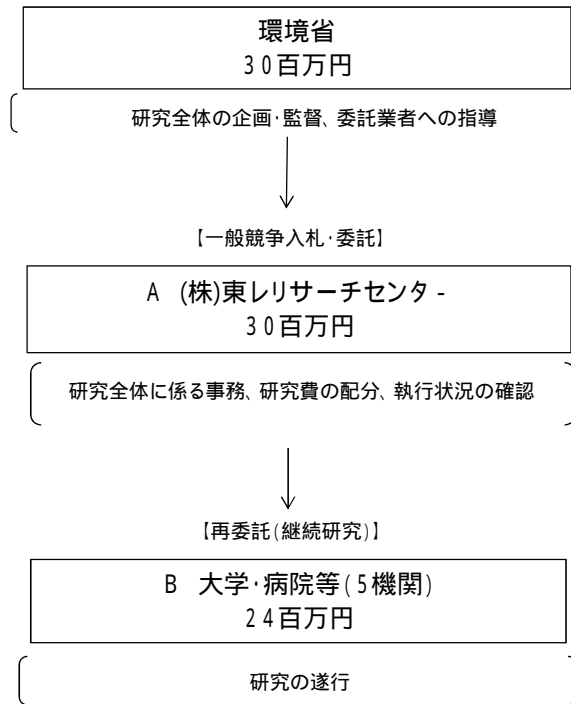 環境省
30百万円
研究全体の企画・監督、委託業者への指導
【一般競争入札・委託】
A (株)東レリサーチセンタ-
30百万円
研究全体に係る事務、研究費の配分、執行状況の確認
【再委託(継続研究)】
B 大学・病院等(5機関)
24百万円
研究の遂行